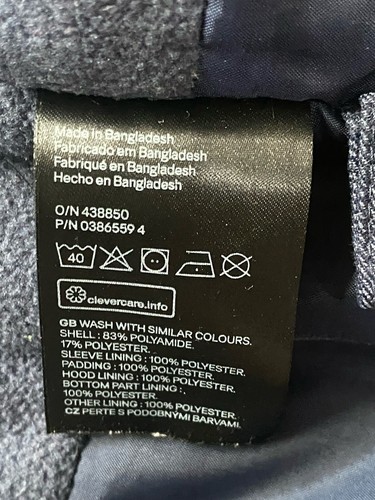 Made in Bangladesh
Fabricado em Bangladesh
Fabriqué en Bangladesh
Hecho en Bangladesh
O/N 438850
P/N 0386559 4
40
clevercare.info
GB WASH WITH SIMILAR COLOURS.
SHELL : 83% POLYAMIDE.
17% POLYESTER.
SLEEVE LINING : 100% POLYESTER.
PADDING : 100% POLYESTER.
HOOD LINING : 100% POLYESTER.
BOTTOM PART LINING : .
100% POLYESTER.
OTHER LINING : 100% POLYESTER.
CZ PERTE S PODOBNÝMI BARVAMI.